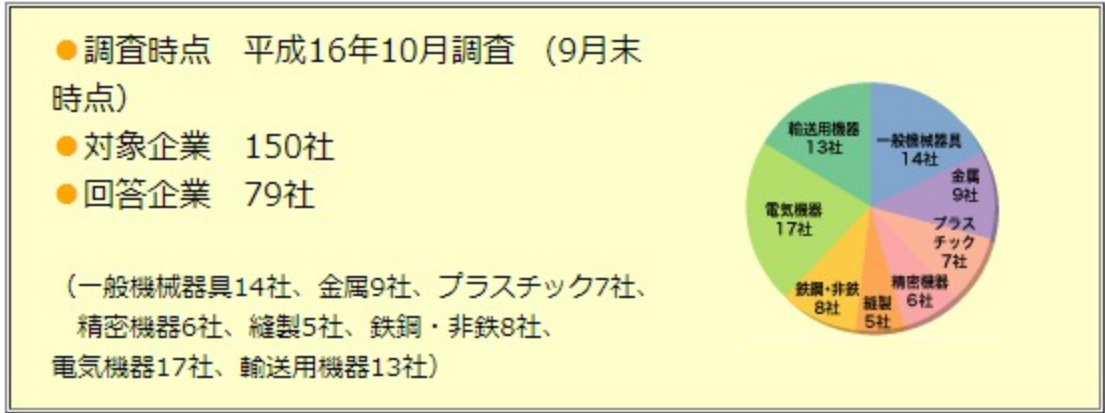 ●調査時点　平成16年10月調査　(9月末
時点)
●対象企業　150社
●回答企業　79社
（一般機械器具14社、金属9社、プラスチック7社、
精密機器6社、縫製5社、鉄鋼・非鉄8社、
電気機器17社、輸送用機器13社）
輸送用機器
13社
一般機械器具
14社
金属
9社
プラス
チック
7社
精密機器
6社
縫製
5社
鉄鋼・非鉄
8社
電気機器
17社